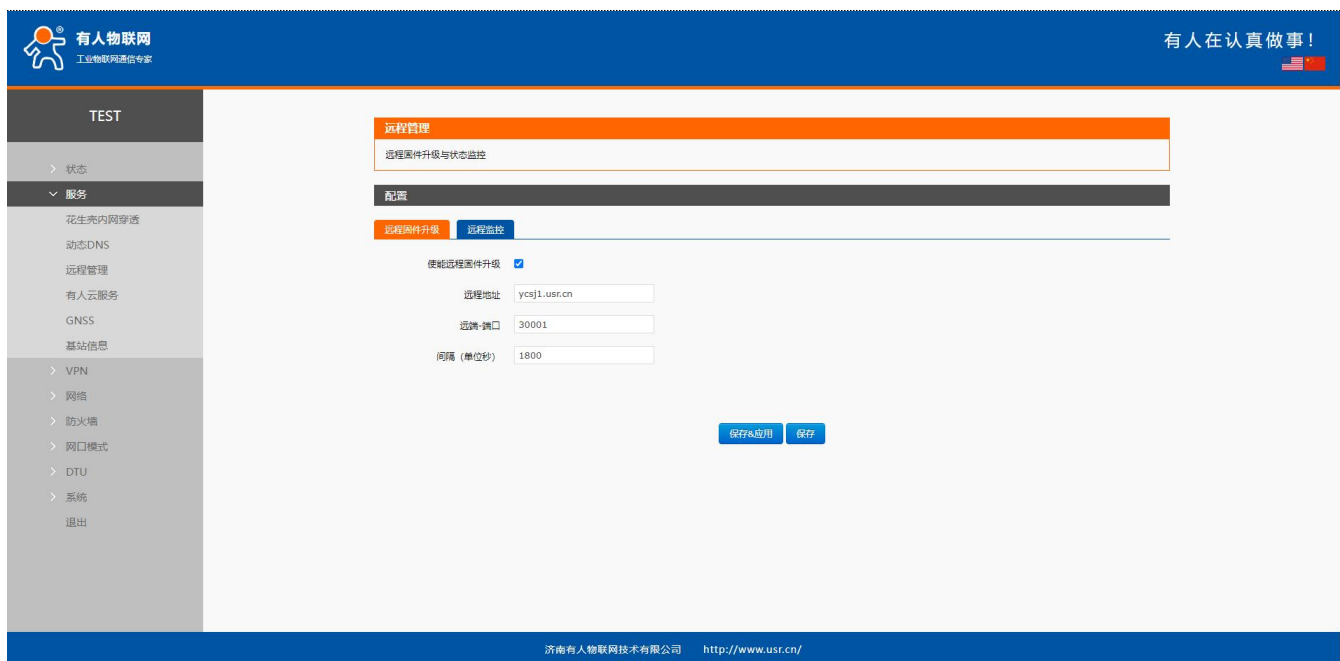 有人物联网
工业物联网通信专家
有人在认真做事！
TEST
状态
服务
花生壳内网穿透
动态DNS
远程管理
有人云服务
GNSS
基站信息
VPN
网络
防火墙
网口模式
DTU
系统
退出
远程管理
远程固件升级与状态监控
配置
远程固件升级 远程监控
使能远程固件升级
远程地址 ycsj1.usr.cn
远端-端口 30001
间隔（单位秒） 1800
保存&应用 保存
济南有人物联网技术有限公司 http://www.usr.cn/